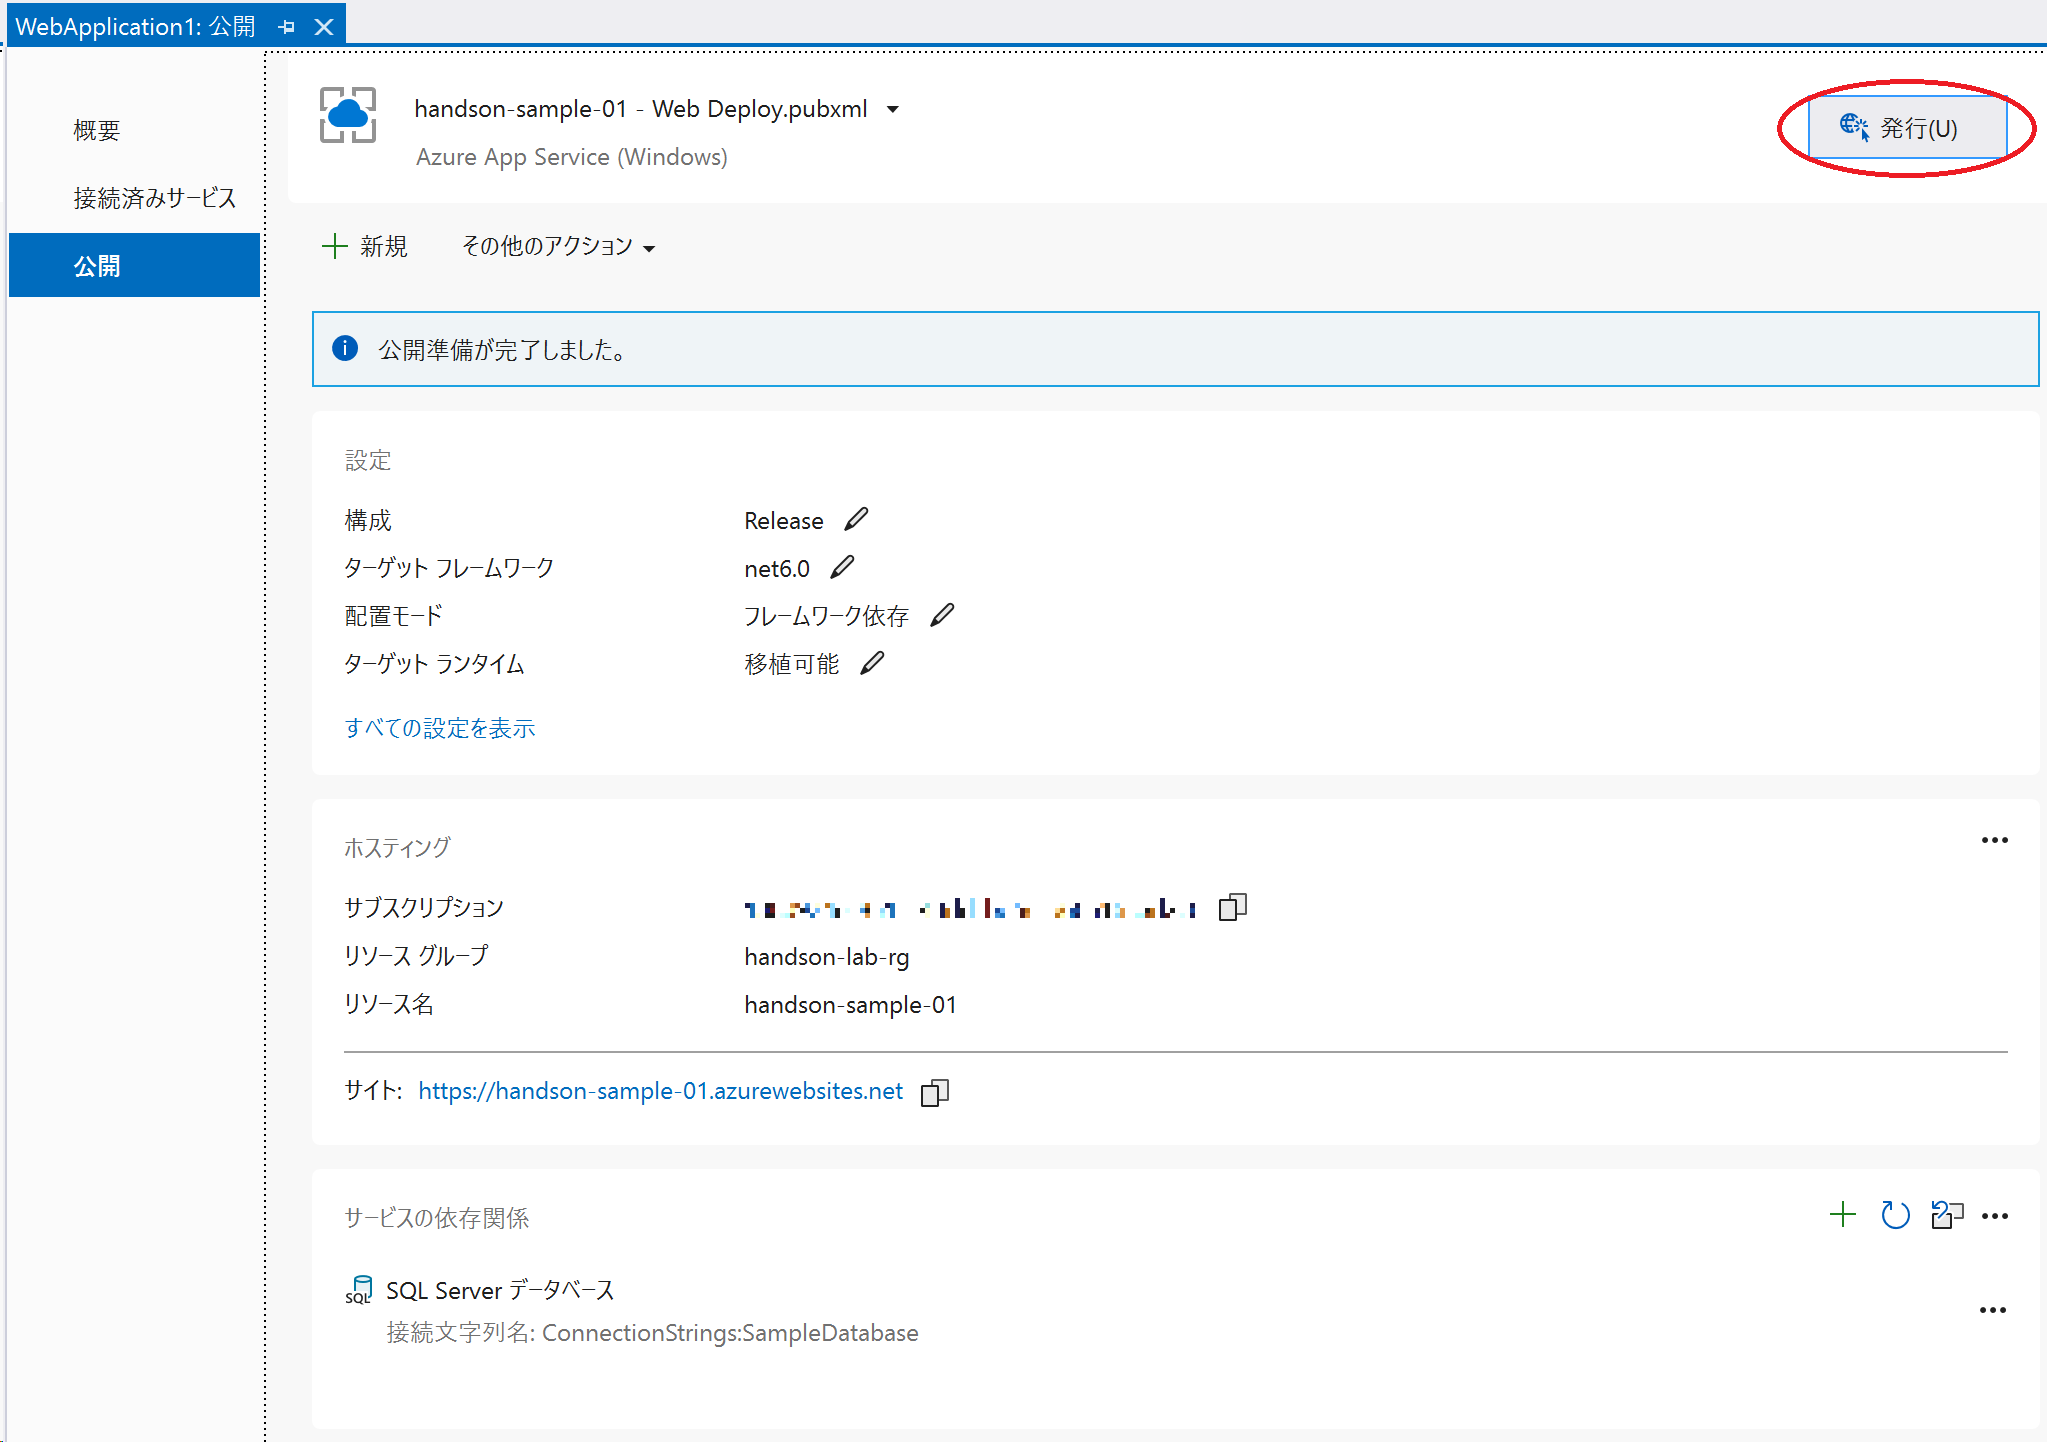 WebApplication1: 公開
概要
接続済みサービス
公開
handson-sample-01 - Web Deploy.pubxml
Azure App Service (Windows)
発行(U)
新規
その他のアクション
公開準備が完了しました。
設定
構成 Release
ターゲット フレームワーク net6.0
配置モード フレームワーク依存
ターゲット ランタイム 移植可能
すべての設定を表示
ホスティング
サブスクリプション
リソース グループ handson-lab-rg
リソース名 handson-sample-01
サイト: https://handson-sample-01.azurewebsites.net
サービスの依存関係
SQL SQL Server データベース
接続文字列名: ConnectionStrings:SampleDatabase